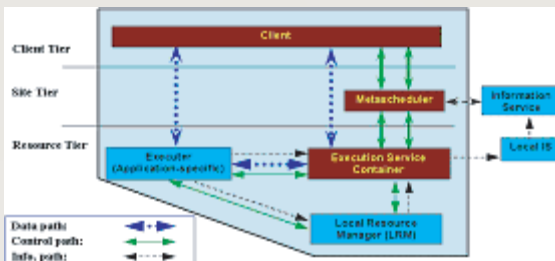 Client Tier
Client
Site Tier
Metascheduler
Information
Service
Resource Tier
Local IS
Executer
(Application-specific)
Execution Service
Container
Local Resource
Manager (LRM)
Data path:
Control path:
Info. path: